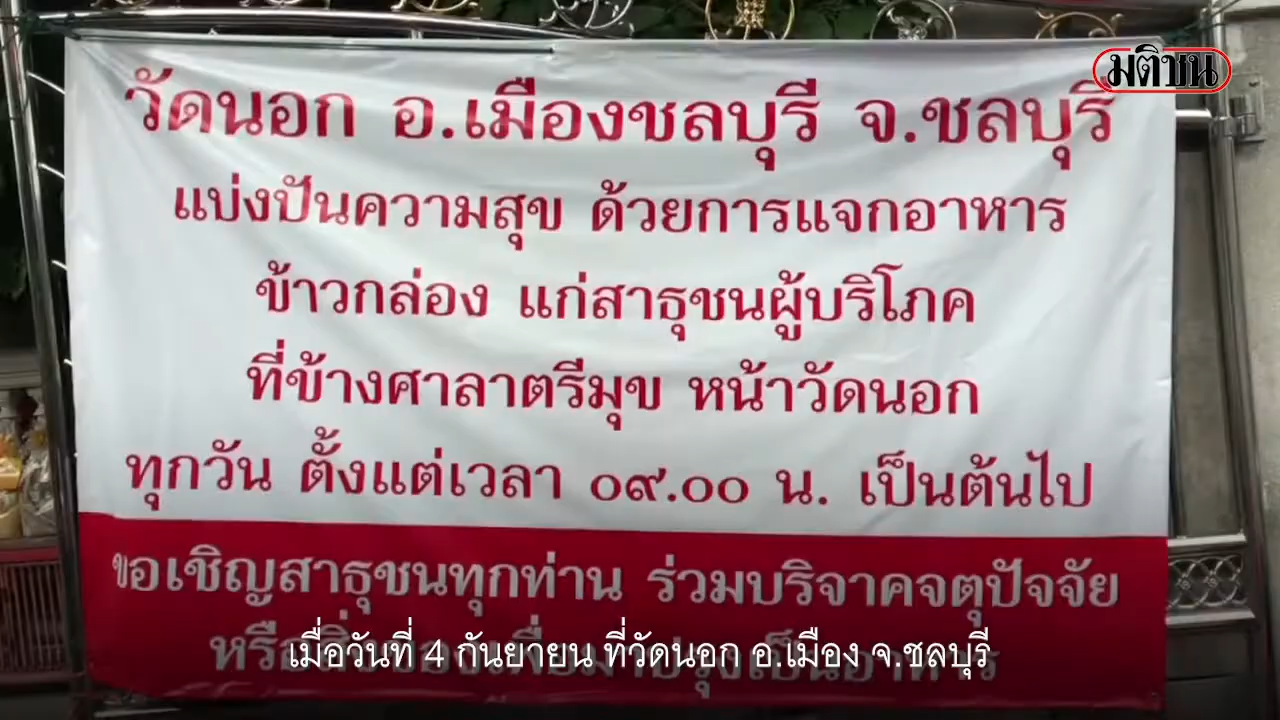 มติชน
วัดนอก อ.เมืองชลบุรี จ.ชลบุรี
แบ่งปันความสุข ด้วยการแจกอาหาร
ข้าวกล่อง แก่สาธุชนผู้บริโภค
ที่ข้างศาลาตรีมุข หน้าวัดนอก
ทุกวัน ตั้งแต่เวลา ๐๙.๐๐ น. เป็นต้นไป
ขอเชิญสาธุชนทุกท่าน ร่วมบริจาคจตุปัจจัย
เมื่อวันที่ 4 กันยายน ที่วัดนอก อ.เมือง จ.ชลบุรี